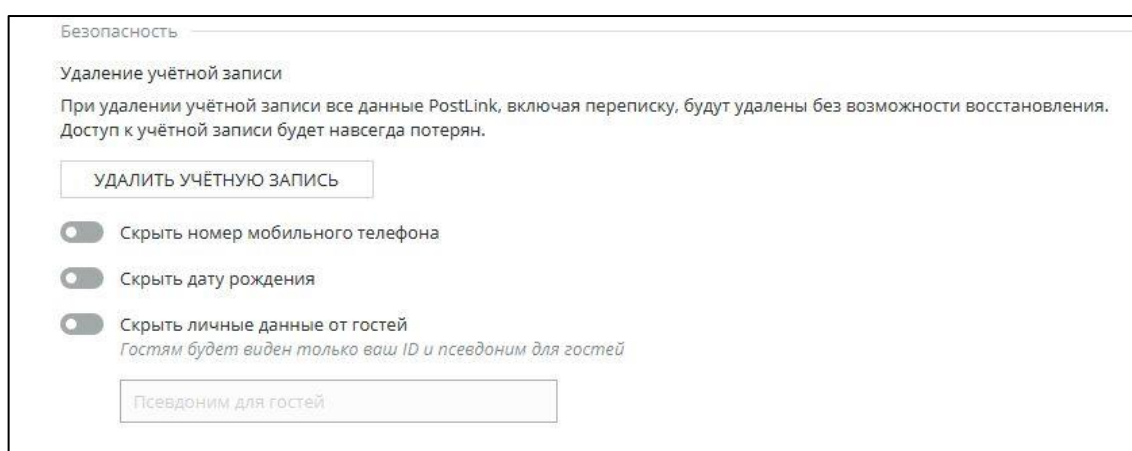 Безопасность
Удаление учётной записи
При удалении учётной записи все данные PostLink, включая переписку, будут удалены без возможности восстановления.
Доступ к учётной записи будет навсегда потерян.
УДАЛИТЬ УЧЁТНУЮ ЗАПИСЬ
Скрыть номер мобильного телефона
Скрыть дату рождения
Скрыть личные данные от гостей
Гостям будет виден только ваш ID и псевдоним для гостей
Псевдоним для гостей